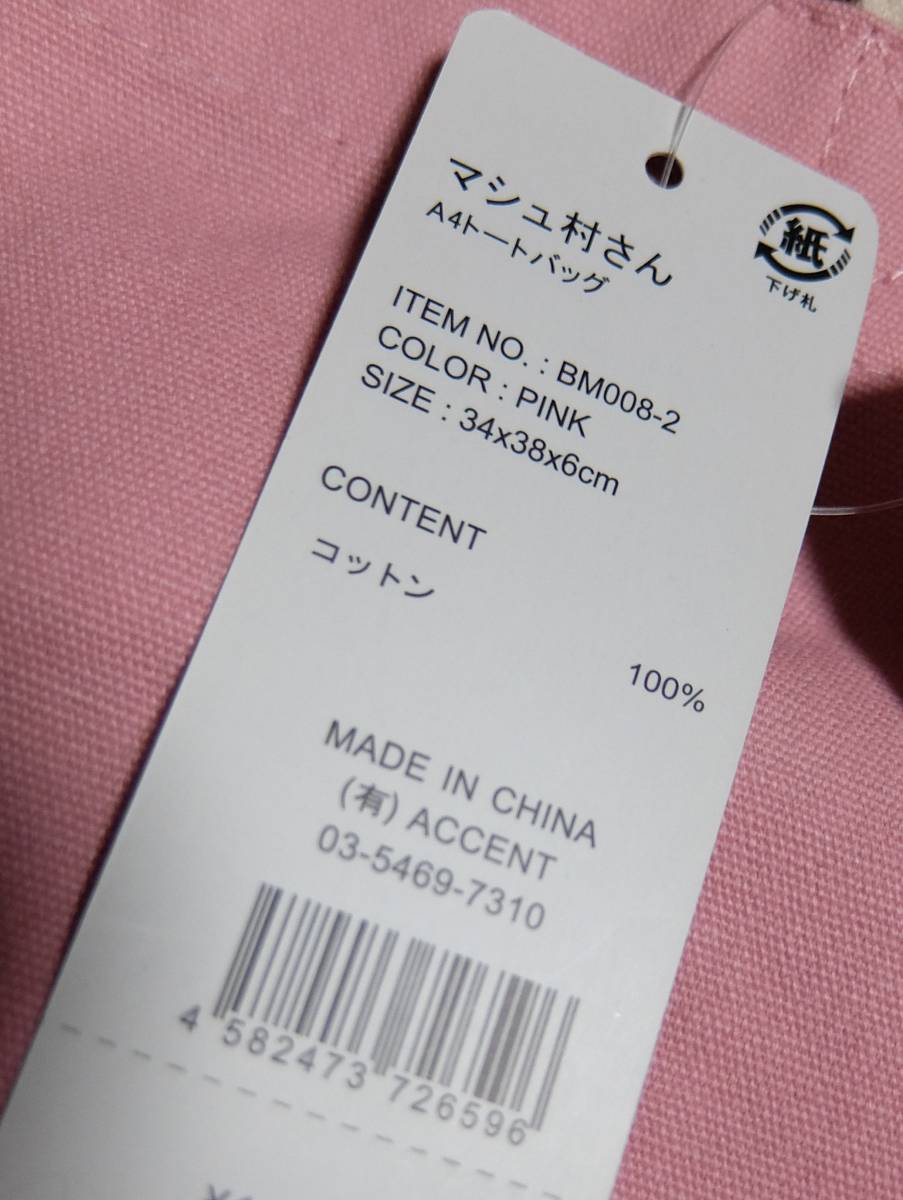 マシュ村さん
A4トートバッグ
紙
下げ札
ITEM NO. : BM008-2
COLOR : PINK
SIZE : 34x38x6cm
CONTENT
コットン
100%
MADE IN CHINA
(有) ACCENT
03-5469-7310
4 582473 726596